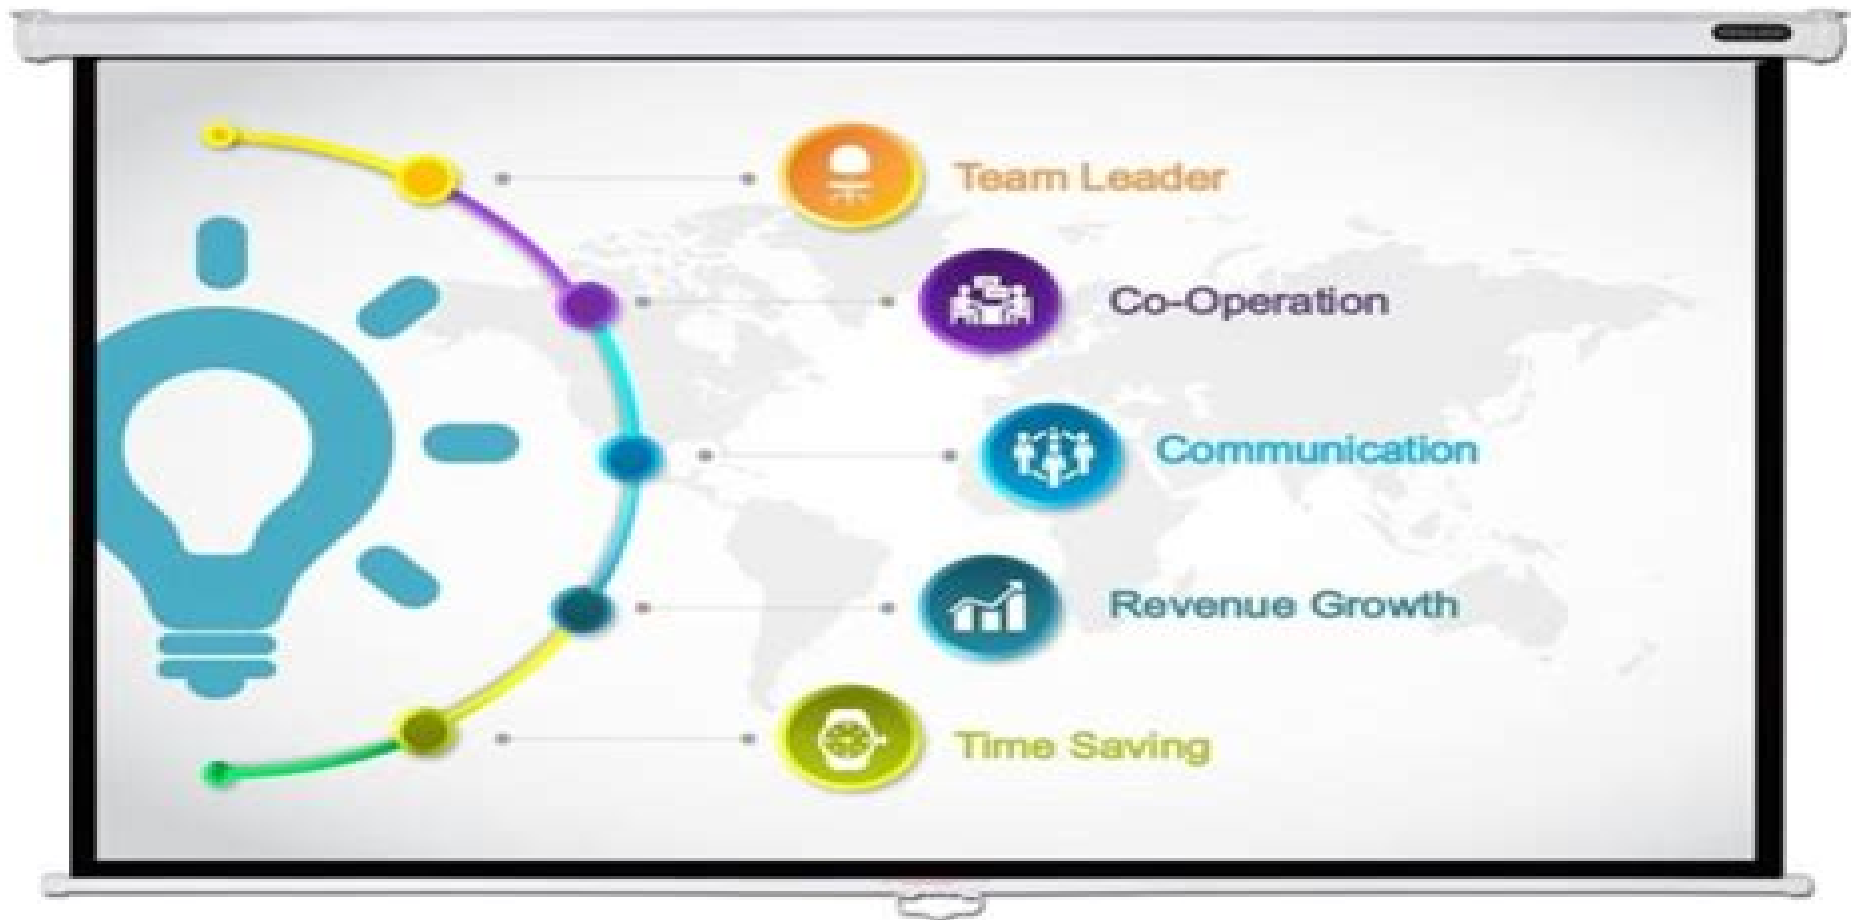 Team Leader
Co-Operation
Communication
Revenue Growth
Time Saving